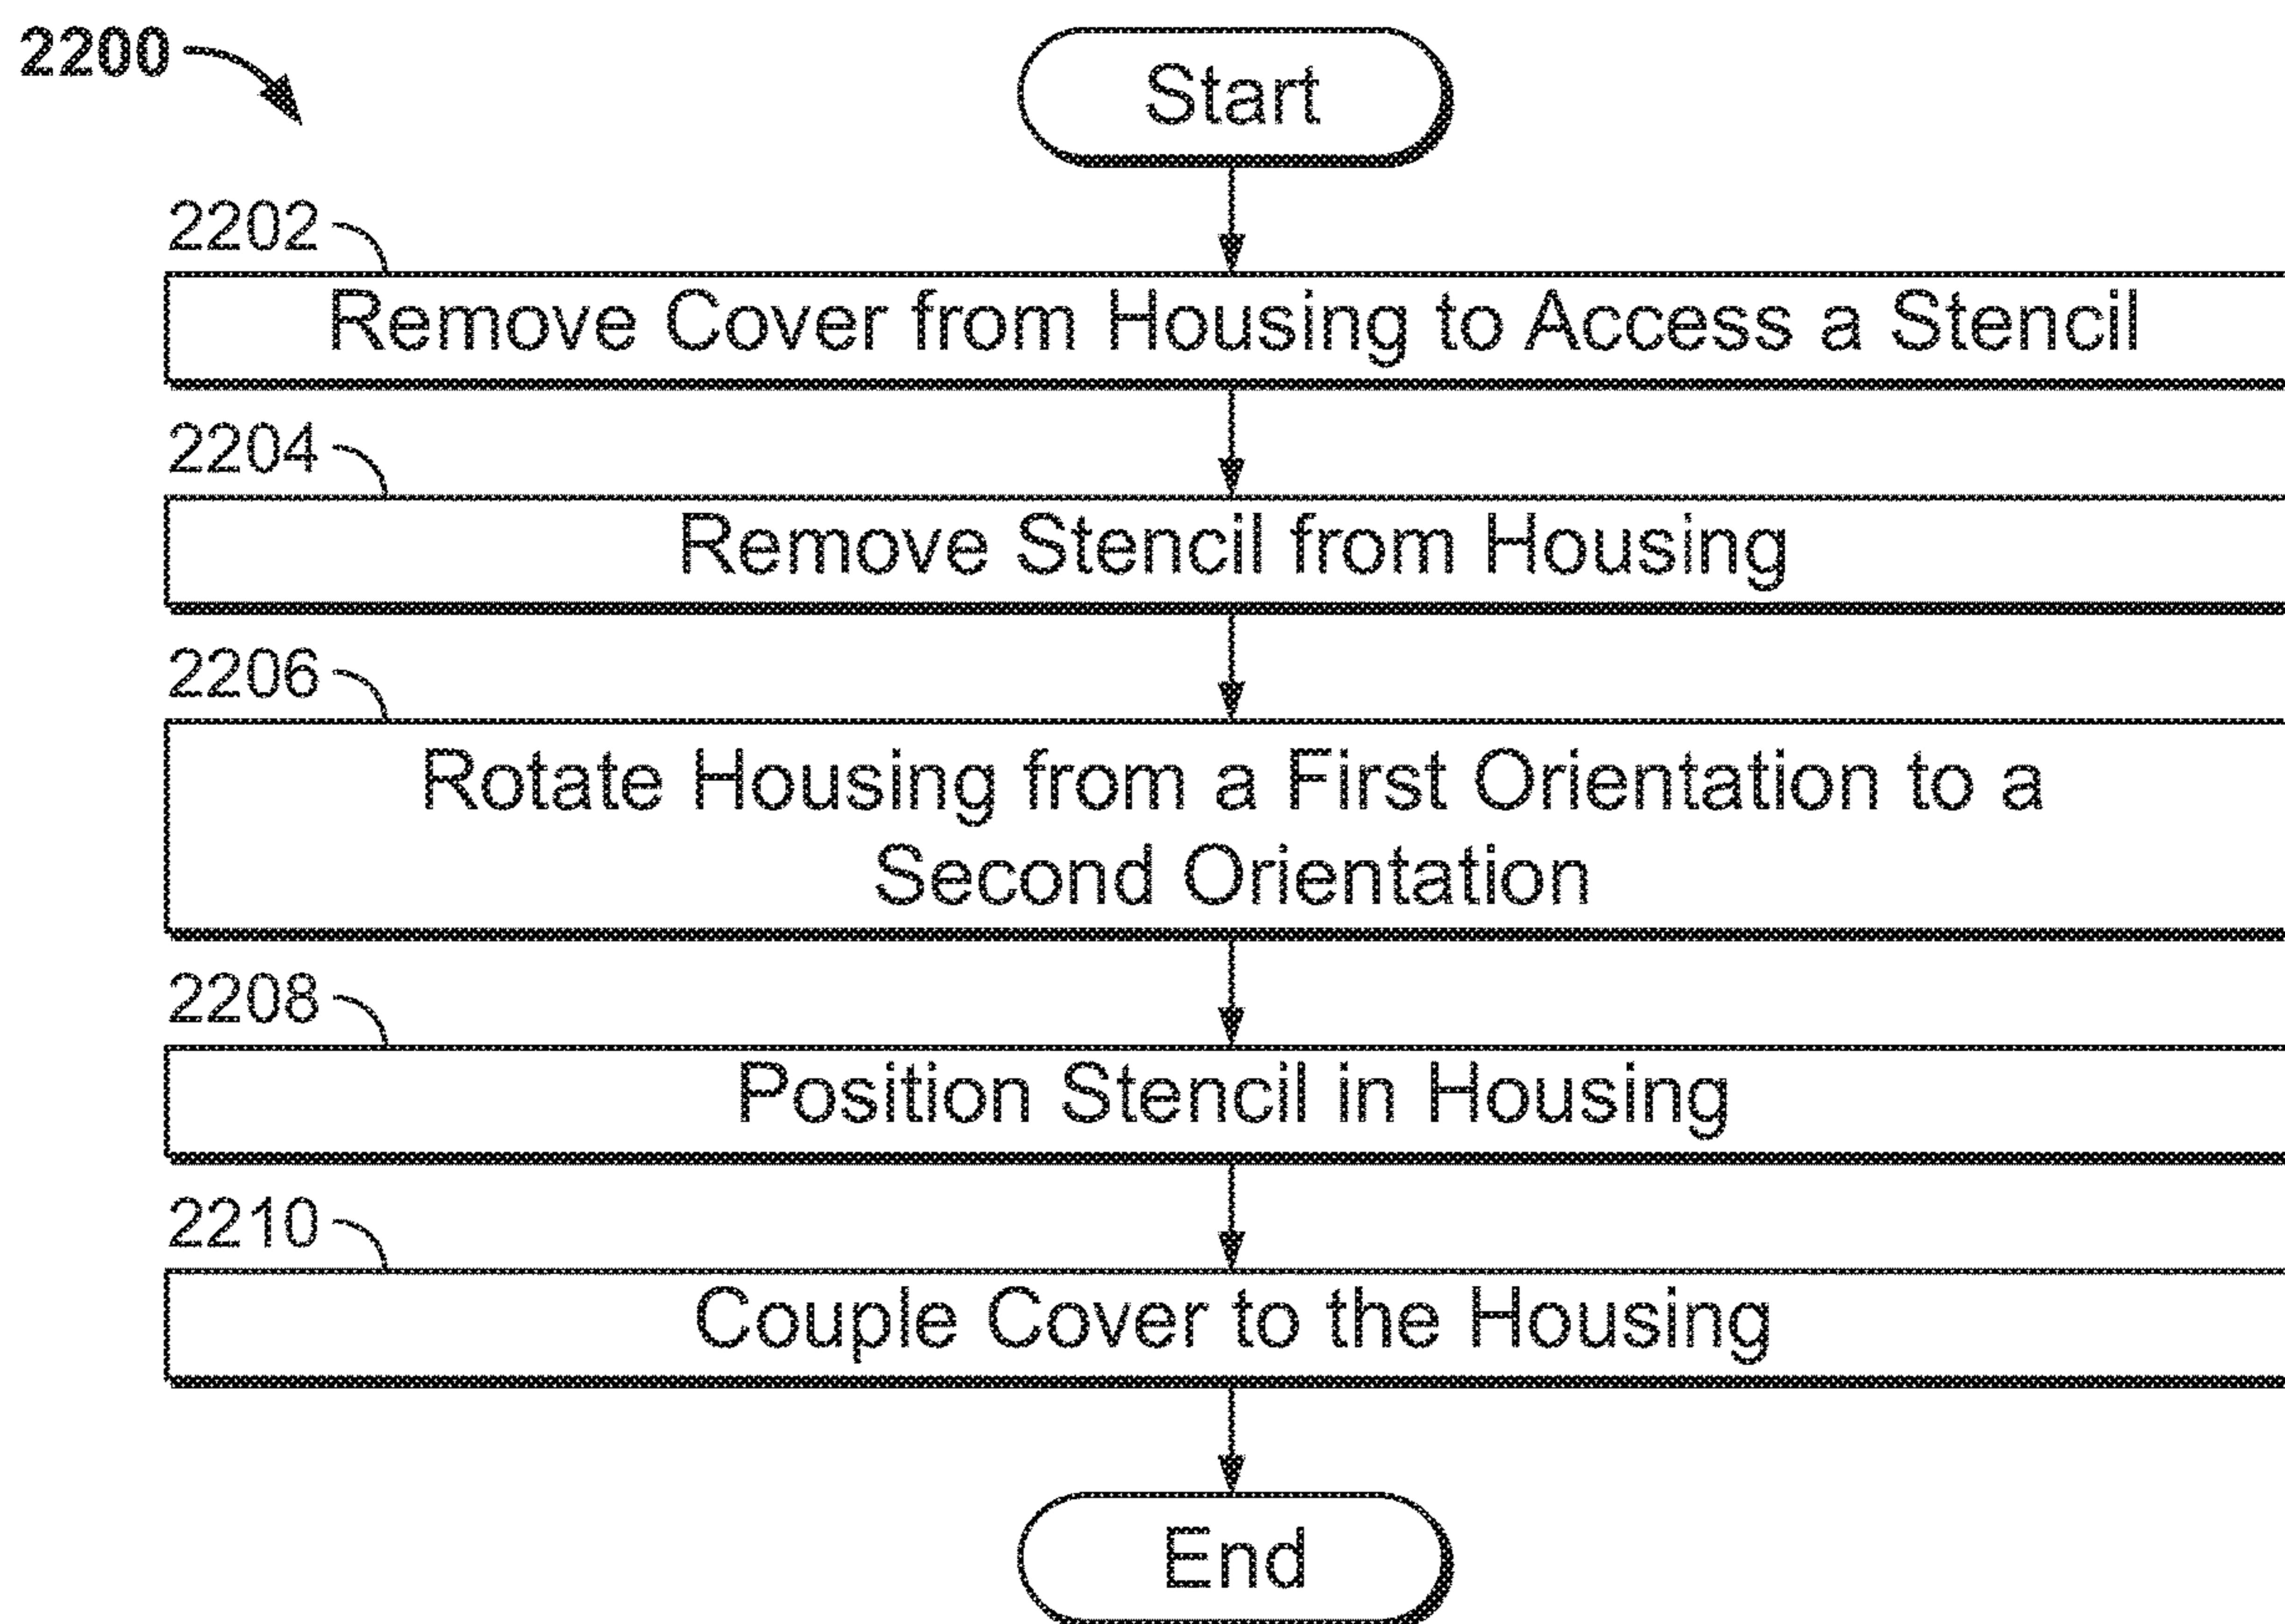 2200
Start
2202
Remove Cover from Housing to Access a Stencil
2204
Remove Stencil from Housing
2206
Rotate Housing from a First Orientation to a
Second Orientation
2208
Position Stencil in Housing
2210
Couple Cover to the Housing
End